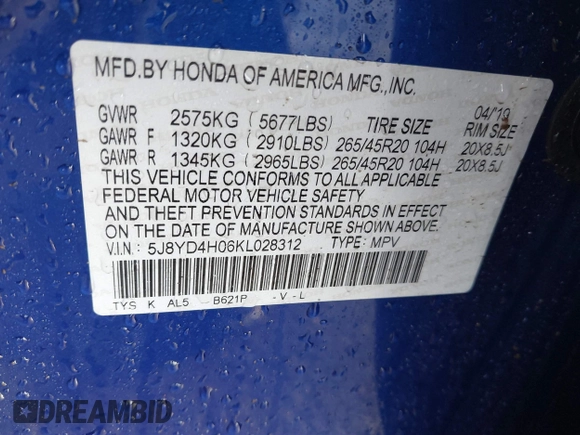 MFD.BY HONDA OF AMERICA MFG.,INC.
04/19
GVWR 2575KG (5677LBS) TIRE SIZE RIM SIZE
GAWR F 1320KG (2910LBS) 265/45R20 104H 20X8.5J
GAWR R 1345KG (2965LBS) 265/45R20 104H 20X8.5J
THIS VEHICLE CONFORMS TO ALL APPLICABLE
FEDERAL MOTOR VEHICLE SAFETY
AND THEFT PREVENTION STANDARDS IN EFFECT
ON THE DATE OF MANUFACTURE SHOWN ABOVE.
V.I.N.: 5J8YD4H06KL028312 TYPE: MPV
TYS K AL5 B621P -V-L
DREAMBID